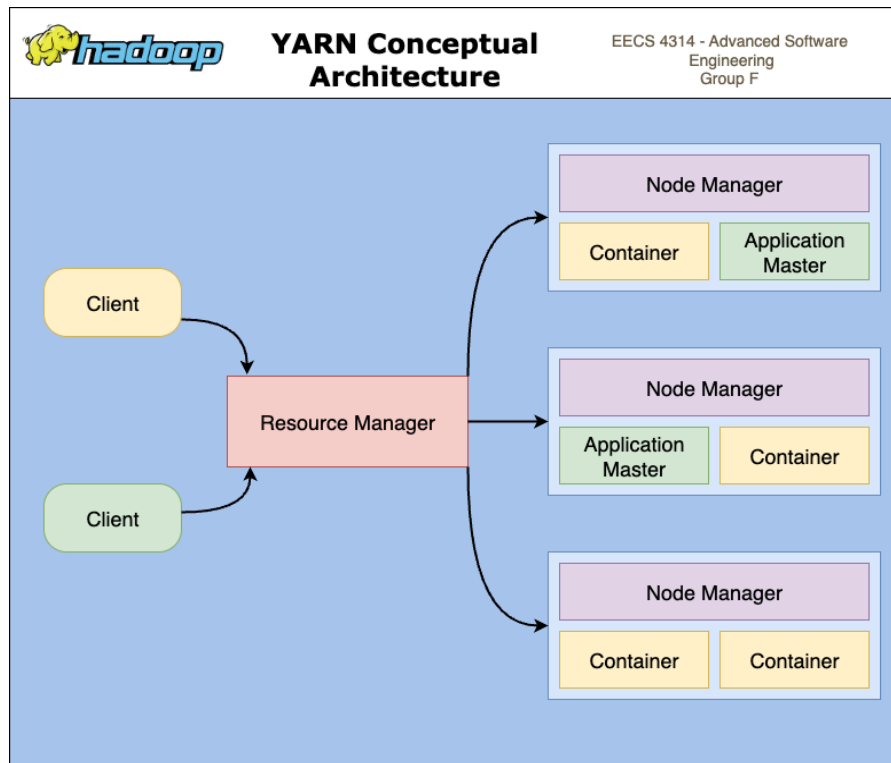 hadoop
YARN Conceptual
Architecture
EECS 4314 - Advanced Software
Engineering
Group F
Client
Client
Resource Manager
Node Manager
Container
Application
Master
Node Manager
Application
Master
Container
Node Manager
Container
Container